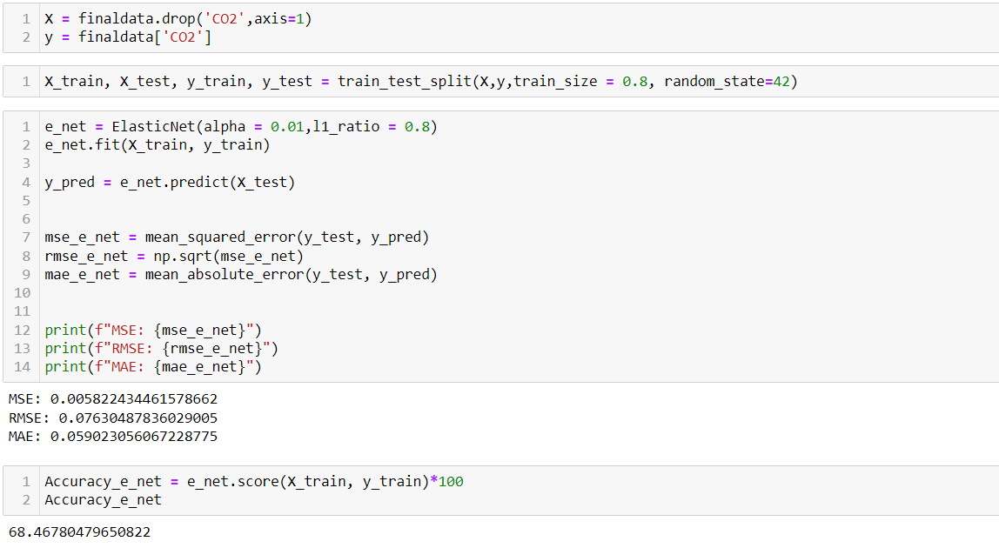 1 X = finaldata.drop('CO2',axis=1)
2 y = finaldata['CO2']
1 X_train, X_test, y_train, y_test = train_test_split(X,y,train_size = 0.8, random_state=42)
1 e_net = ElasticNet(alpha = 0.01,l1_ratio = 0.8)
2 e_net.fit(X_train, y_train)
3
4 y_pred = e_net.predict(X_test)
5
6
7 mse_e_net = mean_squared_error(y_test, y_pred)
8 rmse_e_net = np.sqrt(mse_e_net)
9 mae_e_net = mean_absolute_error(y_test, y_pred)
10
11
12 print(f"MSE: {mse_e_net}")
13 print(f"RMSE: {rmse_e_net}")
14 print(f"MAE: {mae_e_net}")
MSE: 0.005822434461578662
RMSE: 0.07630487836029005
MAE: 0.059023056067228775
1 Accuracy_e_net = e_net.score(X_train, y_train)*100
2 Accuracy_e_net
68.46780479650822